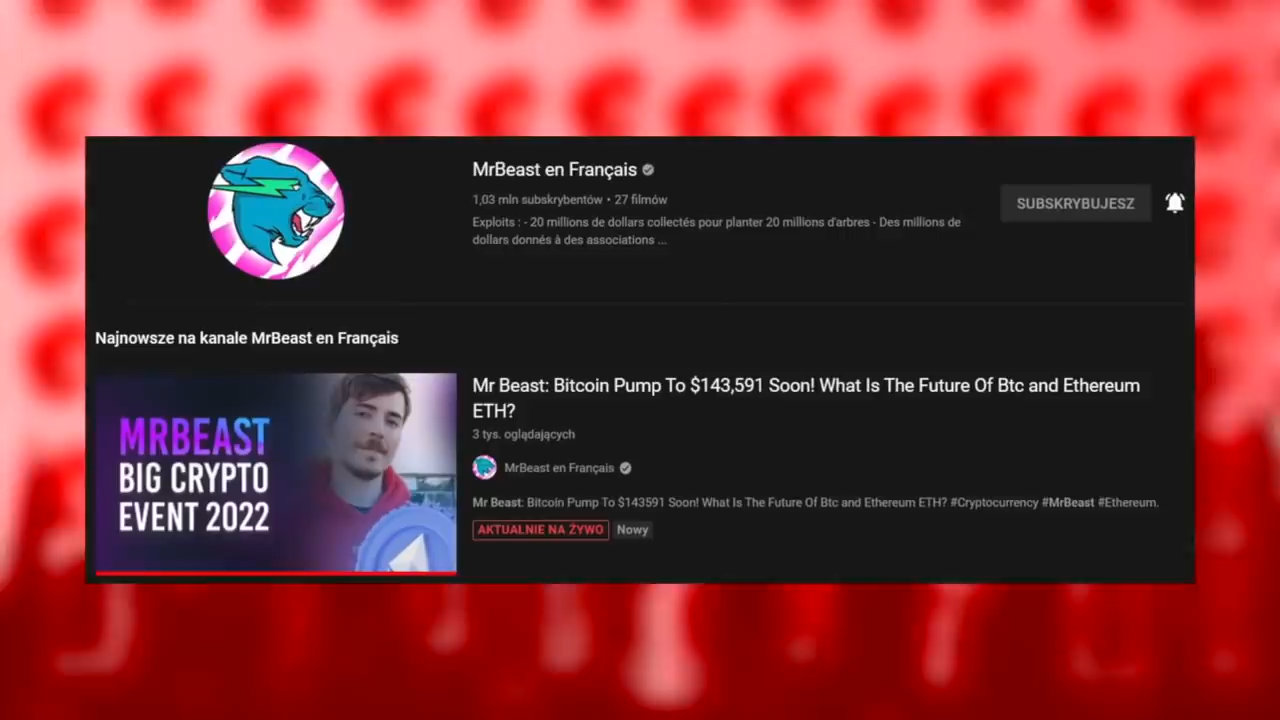 MrBeast en Français
1,03 mln subskrybentów • 27 filmów
SUBSKRYBUJESZ
Exploits : - 20 millions de dollars collectés pour planter 20 millions d'arbres - Des millions de
dollars donnés à des associations ...
Najnowsze na kanale MrBeast en Français
MRBEAST
BIG CRYPTO
EVENT 2022
Mr Beast: Bitcoin Pump To $143,591 Soon! What Is The Future Of Btc and Ethereum
ETH?
3 tys. oglądających
MrBeast en Français
Mr Beast: Bitcoin Pump To $143591 Soon! What Is The Future Of Btc and Ethereum ETH? #Cryptocurrency #MrBeast #Ethereum.
AKTUALNIE NA ŻYWO Nowy